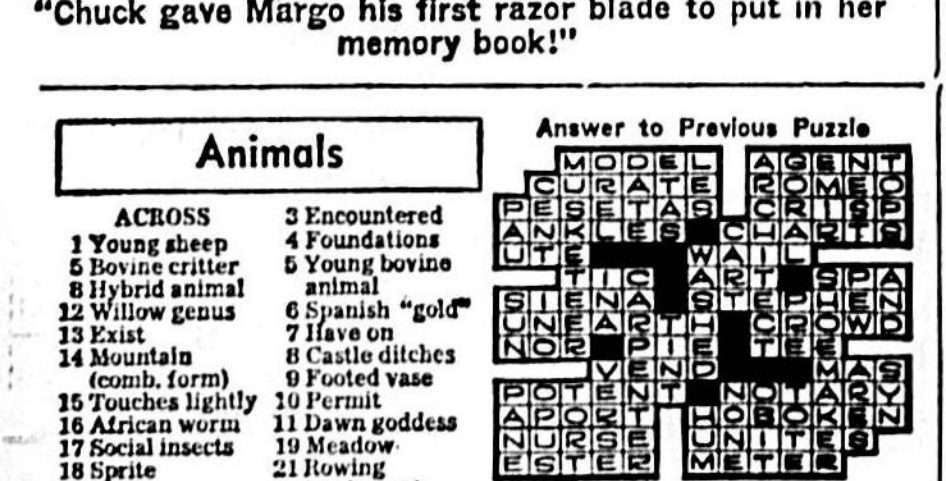 "Chuck gave Margo his first razor blade to put in her
memory book!"
Animals
ACROSS
1 Young sheep
5 Bovine critter
8 Hybrid animal
12 Willow genus
13 Exist
14 Mountain
(comb. form)
15 Touches lightly
16 African worm
17 Social insects
18 Sprite
3 Encountered
4 Foundations
5 Young bovine
animal
6 Spanish "gold"
7 Have on
8 Castle ditches
9 Footed vase
10 Permit
11 Dawn goddess
19 Meadow
21 Rowing
Answer to Previous Puzzle
MODEL AGENT
CURATE ROMEO
PESETAS CRISP
ANKLES CHARTS
UTE WAIL
TIC ART SPA
SIENA STEPHEN
UNEARTH CROWD
NOR PIE TEE
VEND MAS
POTENT NOTARY
APORT HOBOKEN
NURSE UNITES
ESTER METER